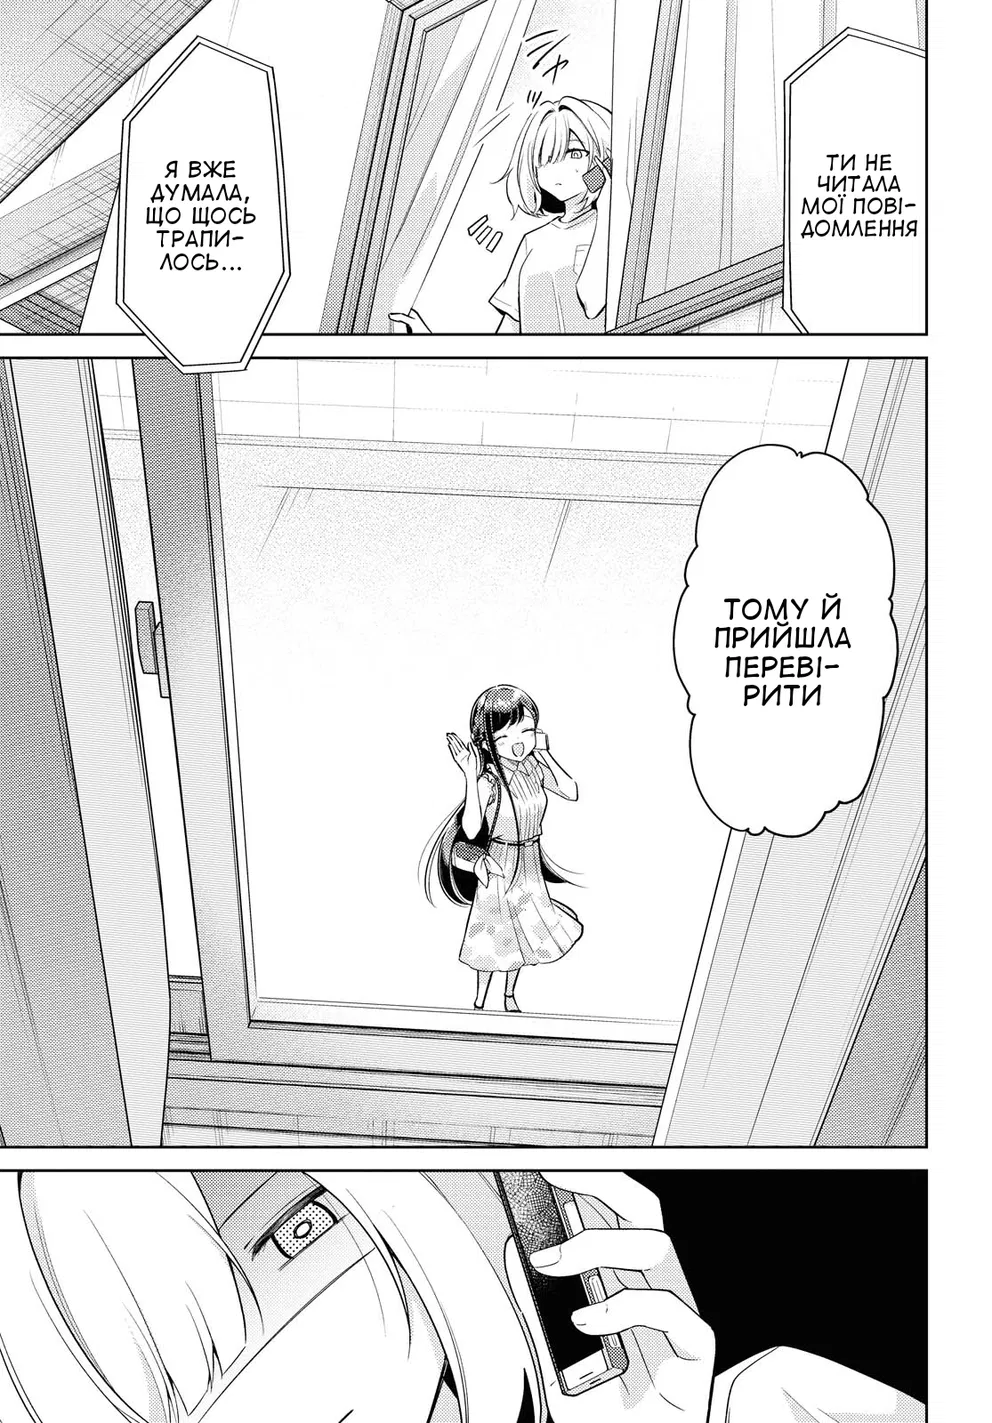 ТИ НЕ
ЧИТАЛА
МОЇ ПОВІ-
ДОМЛЕННЯ
Я ВЖЕ
ДУМАЛА,
ЩО ЩОСЬ
ТРАПИ-
ЛОСЬ...
ТОМУ Й
ПРИЙШЛА
ПЕРЕВІ-
РИТИ